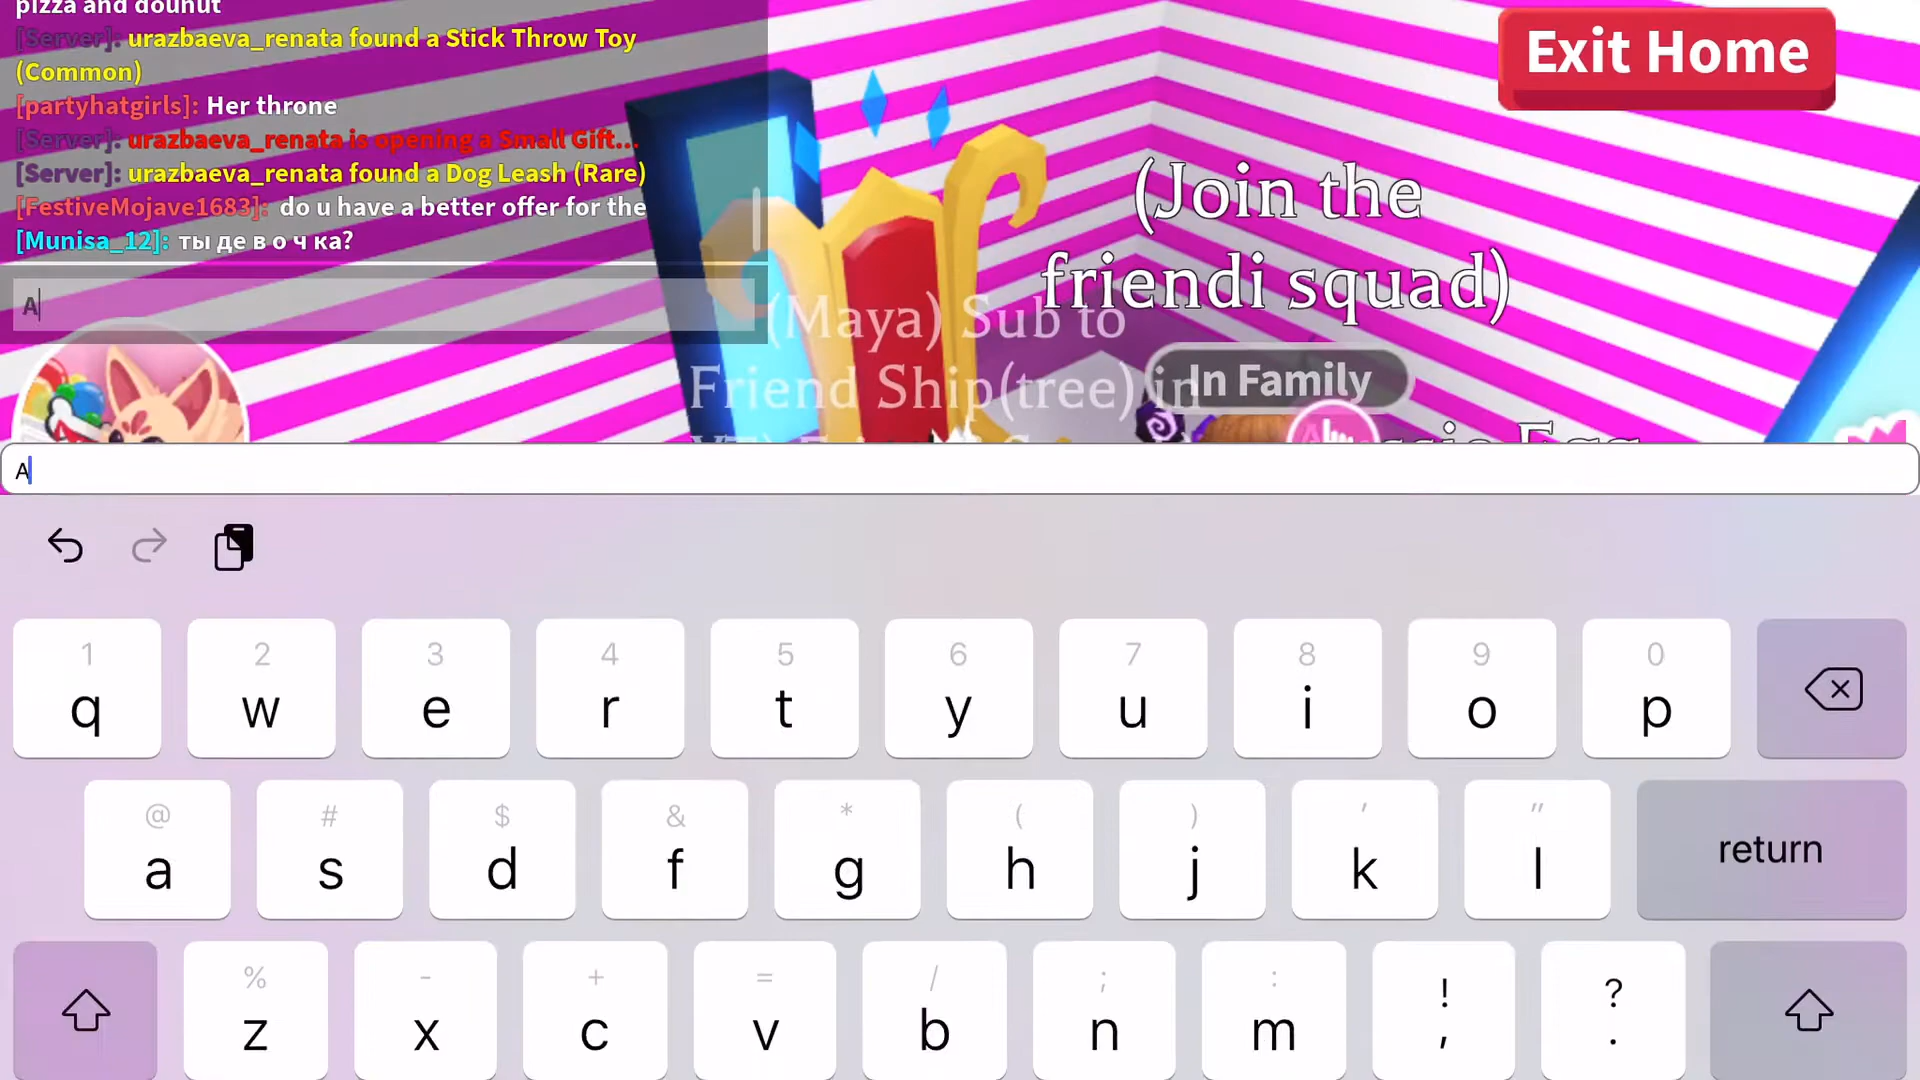 pizza and dounut
[Server]: urazbaeva_renata found a Stick Throw Toy
(Common)
[partyhatgirls]: Her throne
[Server]: urazbaeva_renata is opening a Small Gift...
[Server]: urazbaeva_renata found a Dog Leash (Rare)
[FestiveMojave1683]: do u have a better offer for the
[Munisa_12]: ты де в о ч ка?
A
Exit Home
(Join the
friendi squad)
(Maya) Sub to
Friend Ship(tree) in
In Family
Egg
A
1 2 3 4 5 6 7 8 9 0
q w e r t y u i o p
@ # $ & * ( ) ' "
a s d f g h j k l return
% - + = / ; : ! ?
z x c v b n m , .